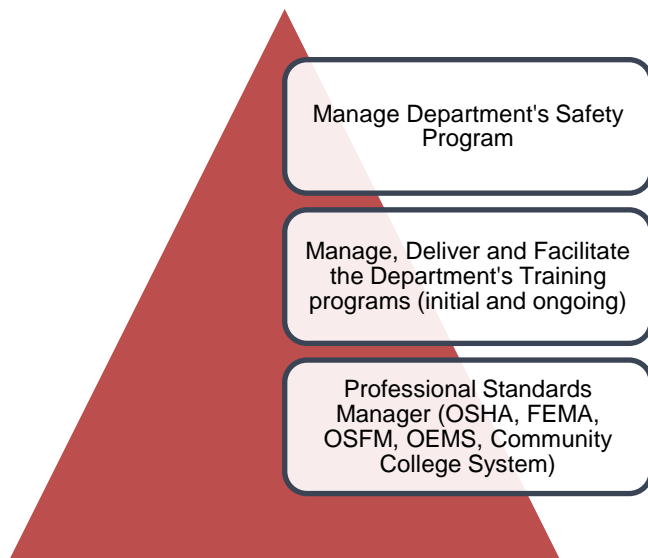 Manage Department's Safety
Program
Manage, Deliver and Facilitate
the Department's Training
programs (initial and ongoing)
Professional Standards
Manager (OSHA, FEMA,
OSFM, OEMS, Community
College System)